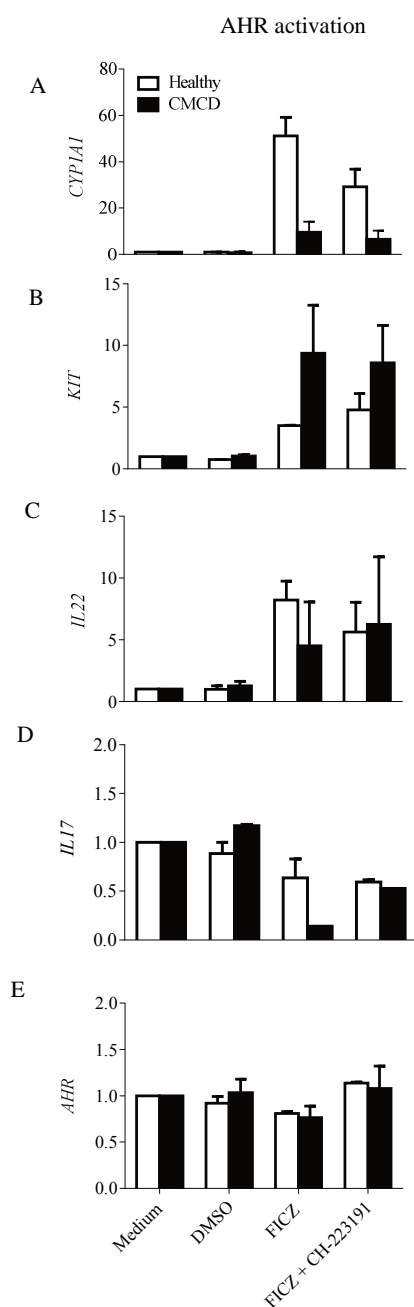 AHR activation
A
80
60
40
20
0
CYP1A1
Healthy
CMCD
B
15
10
5
0
KIT
C
15
10
5
0
IL22
D
2.0
1.5
1.0
0.5
0.0
IL17
E
2.0
1.5
1.0
0.5
0.0
AHR
Medium
DMSO
FICZ
FICZ + CH-223191